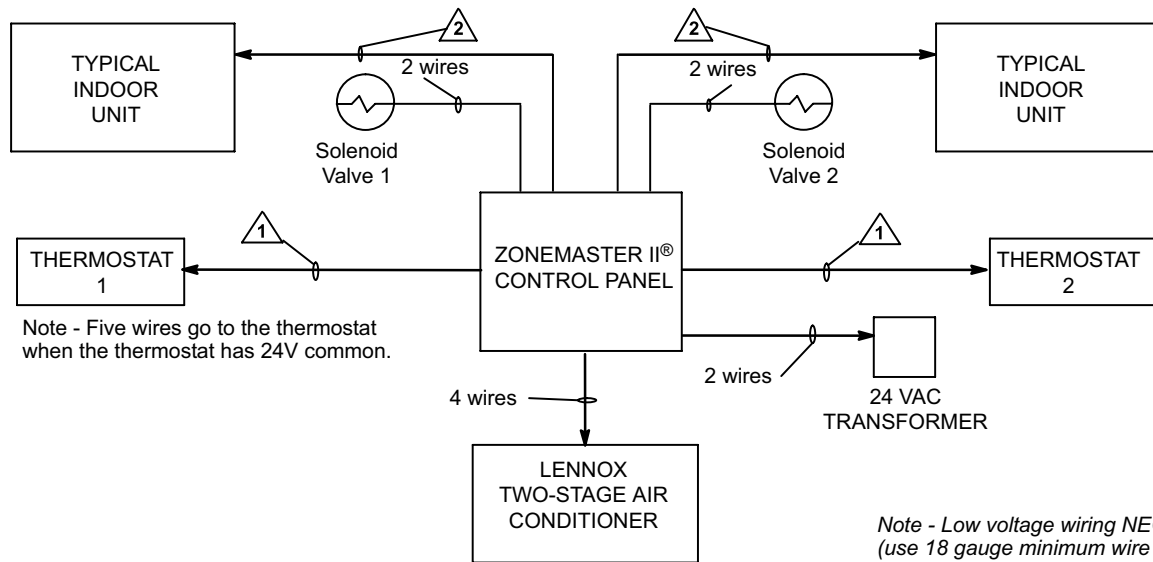 2
2
TYPICAL
INDOOR
UNIT
2 wires
2 wires
TYPICAL
INDOOR
UNIT
Solenoid
Valve 1
Solenoid
Valve 2
1
1
THERMOSTAT
1
ZONEMASTER II®
CONTROL PANEL
THERMOSTAT
2
Note - Five wires go to the thermostat
when the thermostat has 24V common.
2 wires
4 wires
24 VAC
TRANSFORMER
LENNOX
TWO-STAGE AIR
CONDITIONER
Note - Low voltage wiring
(use 18 gauge minimum wire